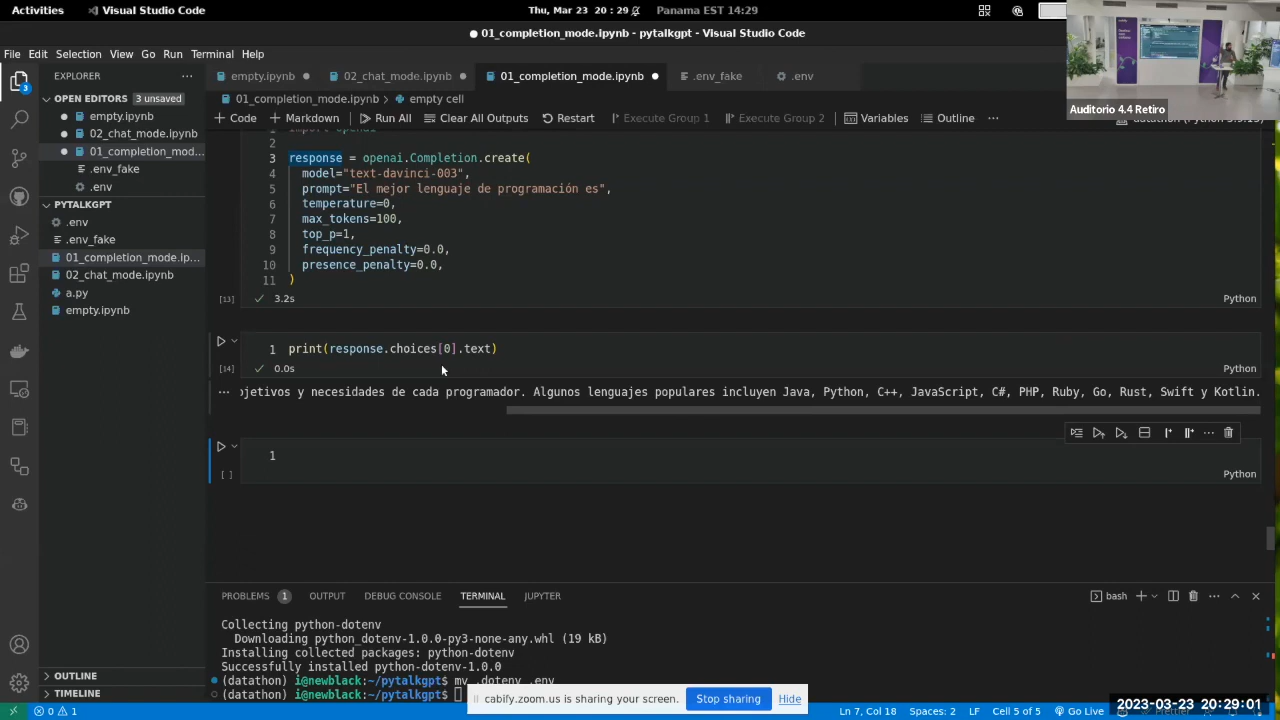 Activities
Visual Studio Code
Thu, Mar 23 20 : 29
Panama EST 14:29
01_completion_mode.ipynb - pytalkgpt - Visual Studio Code
File Edit Selection View Go Run Terminal Help
EXPLORER
empty.ipynb
02_chat_mode.ipynb
01_completion_mode.ipynb
.env_fake
.env
OPEN EDITORS 3 unsaved
01_completion_mode.ipynb > empty cell
empty.ipynb
02_chat_mode.ipynb
01_completion_mod...
.env_fake
.env
+ Code + Markdown Run All Clear All Outputs Restart Execute Group 1 Execute Group 2 Variables Outline ...
PYTALKGPT
.env
.env_fake
01_completion_mode.ip...
02_chat_mode.ipynb
a.py
empty.ipynb
1 import openai
2
3 response = openai.Completion.create(
4 model="text-davinci-003",
5 prompt="El mejor lenguaje de programación es",
6 temperature=0,
7 max_tokens=100,
8 top_p=1,
9 frequency_penalty=0.0,
10 presence_penalty=0.0,
11 )
[13] 3.2s Python
1 print(response.choices[0].text)
[14] 0.0s Python
... ojetivos y necesidades de cada programador. Algunos lenguajes populares incluyen Java, Python, C++, JavaScript, C#, PHP, Ruby, Go, Rust, Swift y Kotlin.
1
[ ] Python
PROBLEMS 1 OUTPUT DEBUG CONSOLE TERMINAL JUPYTER
bash
Collecting python-dotenv
Downloading python_dotenv-1.0.0-py3-none-any.whl (19 kB)
Installing collected packages: python-dotenv
Successfully installed python-dotenv-1.0.0
(datathon) i@newblack:~/pytalkgpt$ mv .dotenv .env
(datathon) i@newblack:~/pytalkgpt$
OUTLINE
TIMELINE
cabify.zoom.us is sharing your screen. Stop sharing Hide
0 1
Ln 7, Col 18 Spaces: 2 LF Cell 5 of 5 Go Live
Auditorio 4.4 Retiro
2023-03-23 20:29:01